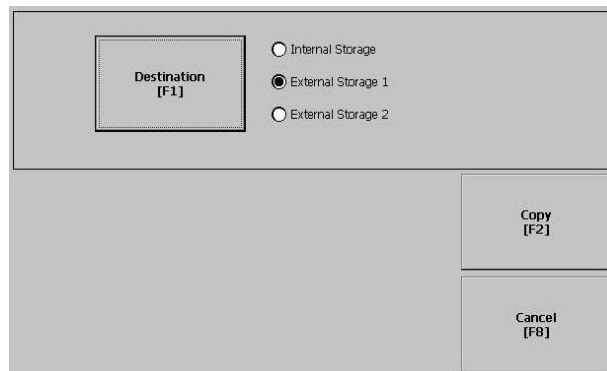 Destination
[F1]
Internal Storage
External Storage 1
External Storage 2
Copy
[F2]
Cancel
[F8]